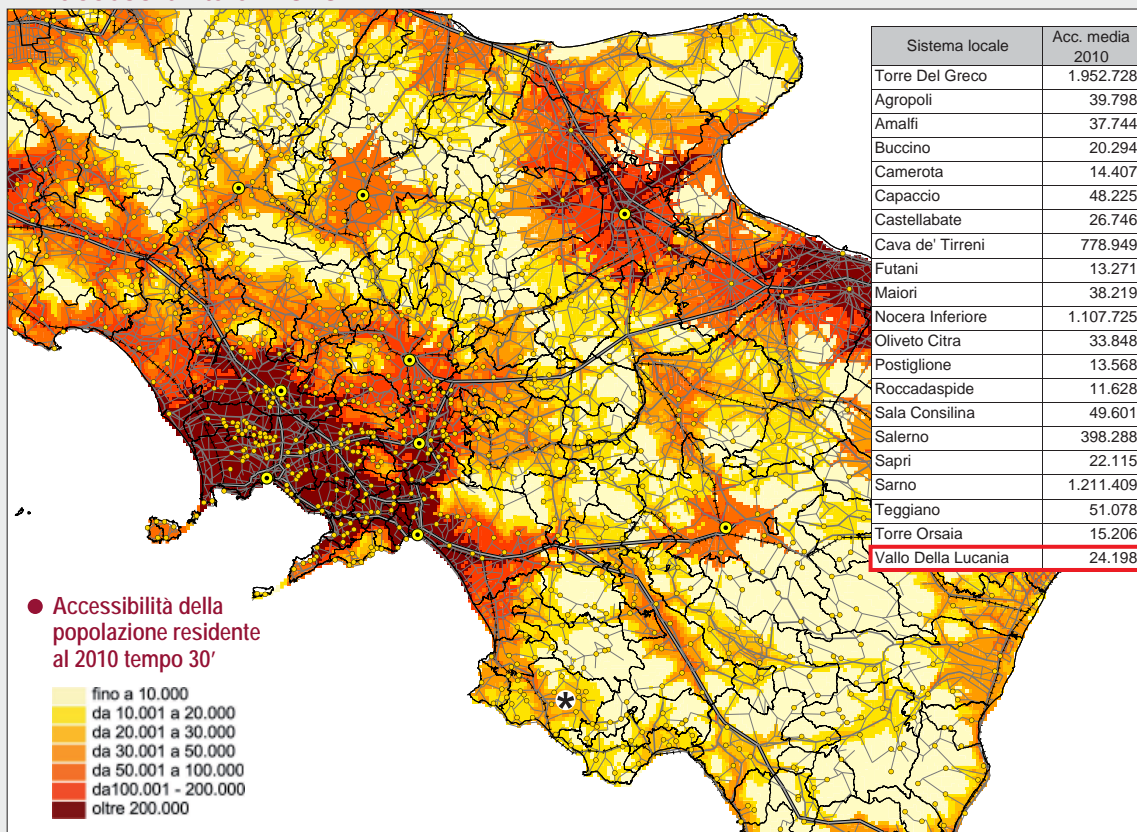 Sistema locale
Acc. media
2010
Torre Del Greco 1.952.728
Agropoli 39.798
Amalfi 37.744
Buccino 20.294
Camerota 14.407
Capaccio 48.225
Castellabate 26.746
Cava de' Tirreni 778.949
Futani 13.271
Maiori 38.219
Nocera Inferiore 1.107.725
Oliveto Citra 33.848
Postiglione 13.568
Roccadaspide 11.628
Sala Consilina 49.601
Salerno 398.288
Sapri 22.115
Sarno 1.211.409
Teggiano 51.078
Torre Orsaia 15.206
Vallo Della Lucania 24.198
*
● Accessibilità della
popolazione residente
al 2010 tempo 30'
fino a 10.000
da 10.001 a 20.000
da 20.001 a 30.000
da 30.001 a 50.000
da 50.001 a 100.000
da100.001 - 200.000
oltre 200.000